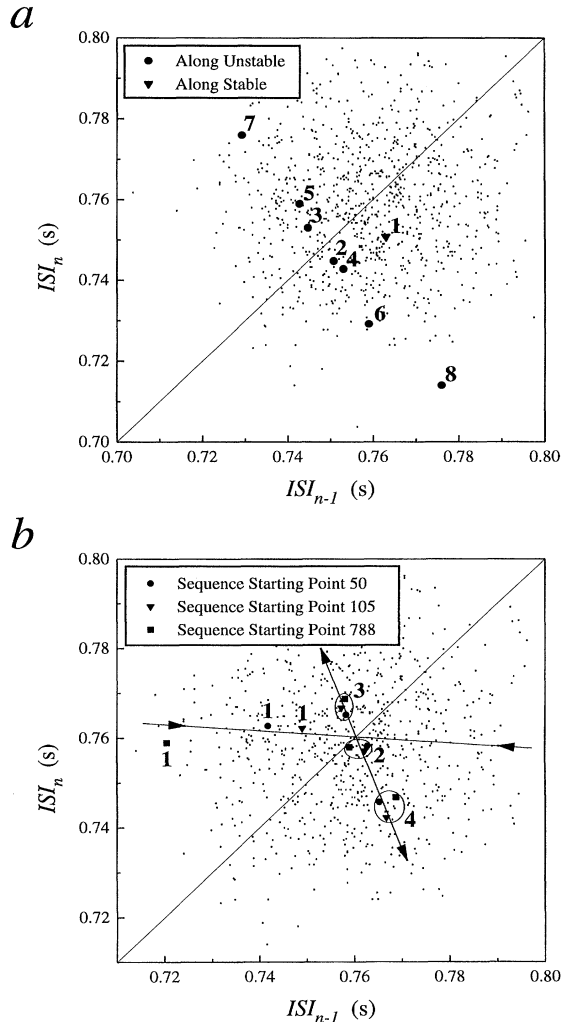 a
0.80
Along Unstable
Along Stable
0.78
7
0.76
5
3
1
2
4
ISIn (s)
0.74
6
0.72
8
0.70
0.70 0.72 0.74 0.76 0.78 0.80
ISIn-1 (s)
b
0.80
Sequence Starting Point 50
Sequence Starting Point 105
Sequence Starting Point 788
0.78
3
1 1
0.76
1
2
ISIn (s)
0.74
4
0.72
0.72 0.74 0.76 0.78 0.80
ISIn-1 (s)